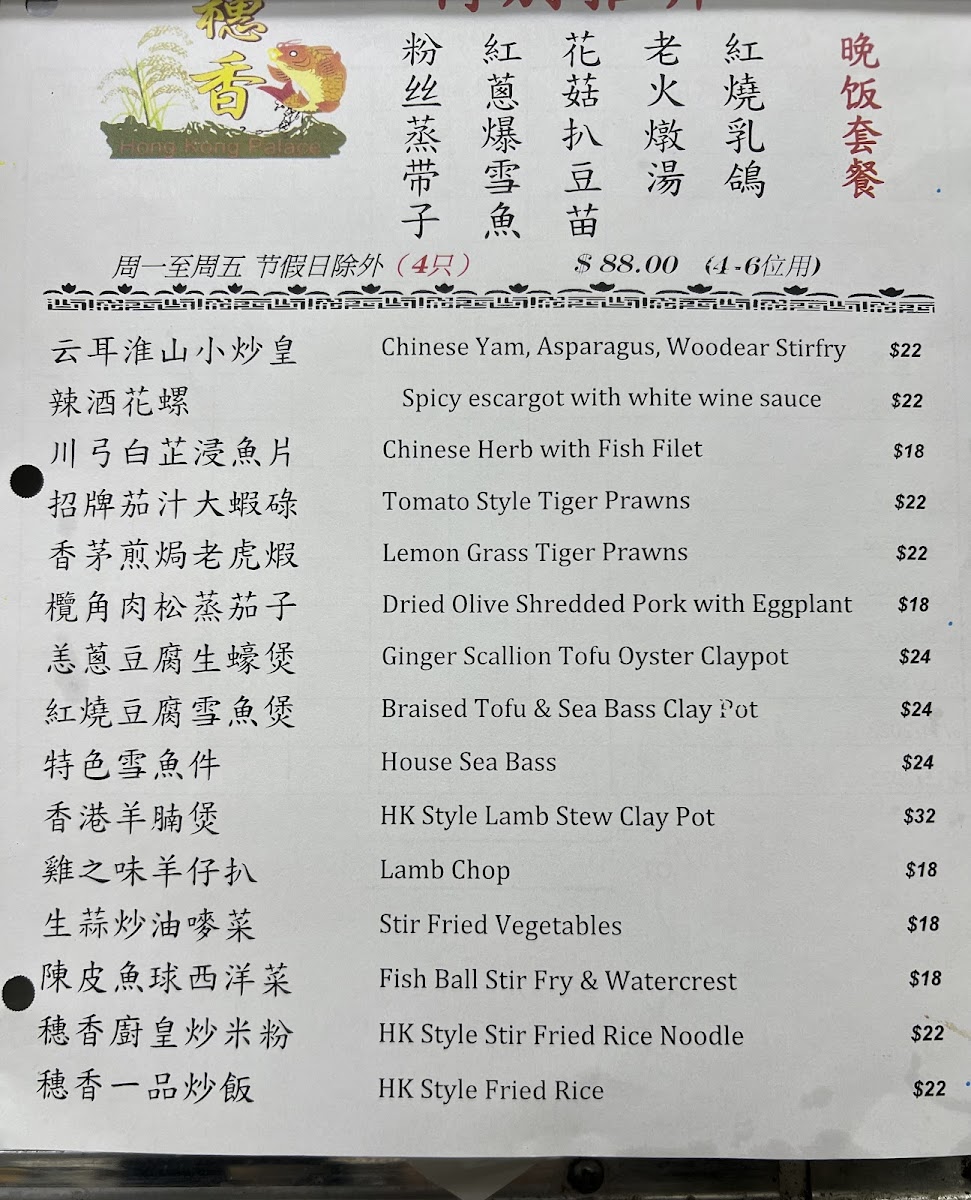 穗香
Hong Kong Palace
晚饭套餐
紅燒乳鴿
老火燉湯
花菇扒豆苗
紅蔥爆雪魚
粉丝蒸带子
周一至周五 节假日除外（4只） $ 88.00 (4-6位用)
云耳淮山小炒皇 Chinese Yam, Asparagus, Woodear Stirfry $22
辣酒花螺 Spicy escargot with white wine sauce $22
川弓白芷浸魚片 Chinese Herb with Fish Filet $18
招牌茄汁大蝦碌 Tomato Style Tiger Prawns $22
香茅煎焗老虎煆 Lemon Grass Tiger Prawns $22
欖角肉松蒸茄子 Dried Olive Shredded Pork with Eggplant $18
恙蔥豆腐生蠔煲 Ginger Scallion Tofu Oyster Claypot $24
紅燒豆腐雪魚煲 Braised Tofu & Sea Bass Clay Pot $24
特色雪魚件 House Sea Bass $24
香港羊腩煲 HK Style Lamb Stew Clay Pot $32
雞之味羊仔扒 Lamb Chop $18
生蒜炒油嘜菜 Stir Fried Vegetables $18
陳皮魚球西洋菜 Fish Ball Stir Fry & Watercrest $18
穗香廚皇炒米粉 HK Style Stir Fried Rice Noodle $22
穗香一品炒飯 HK Style Fried Rice $22